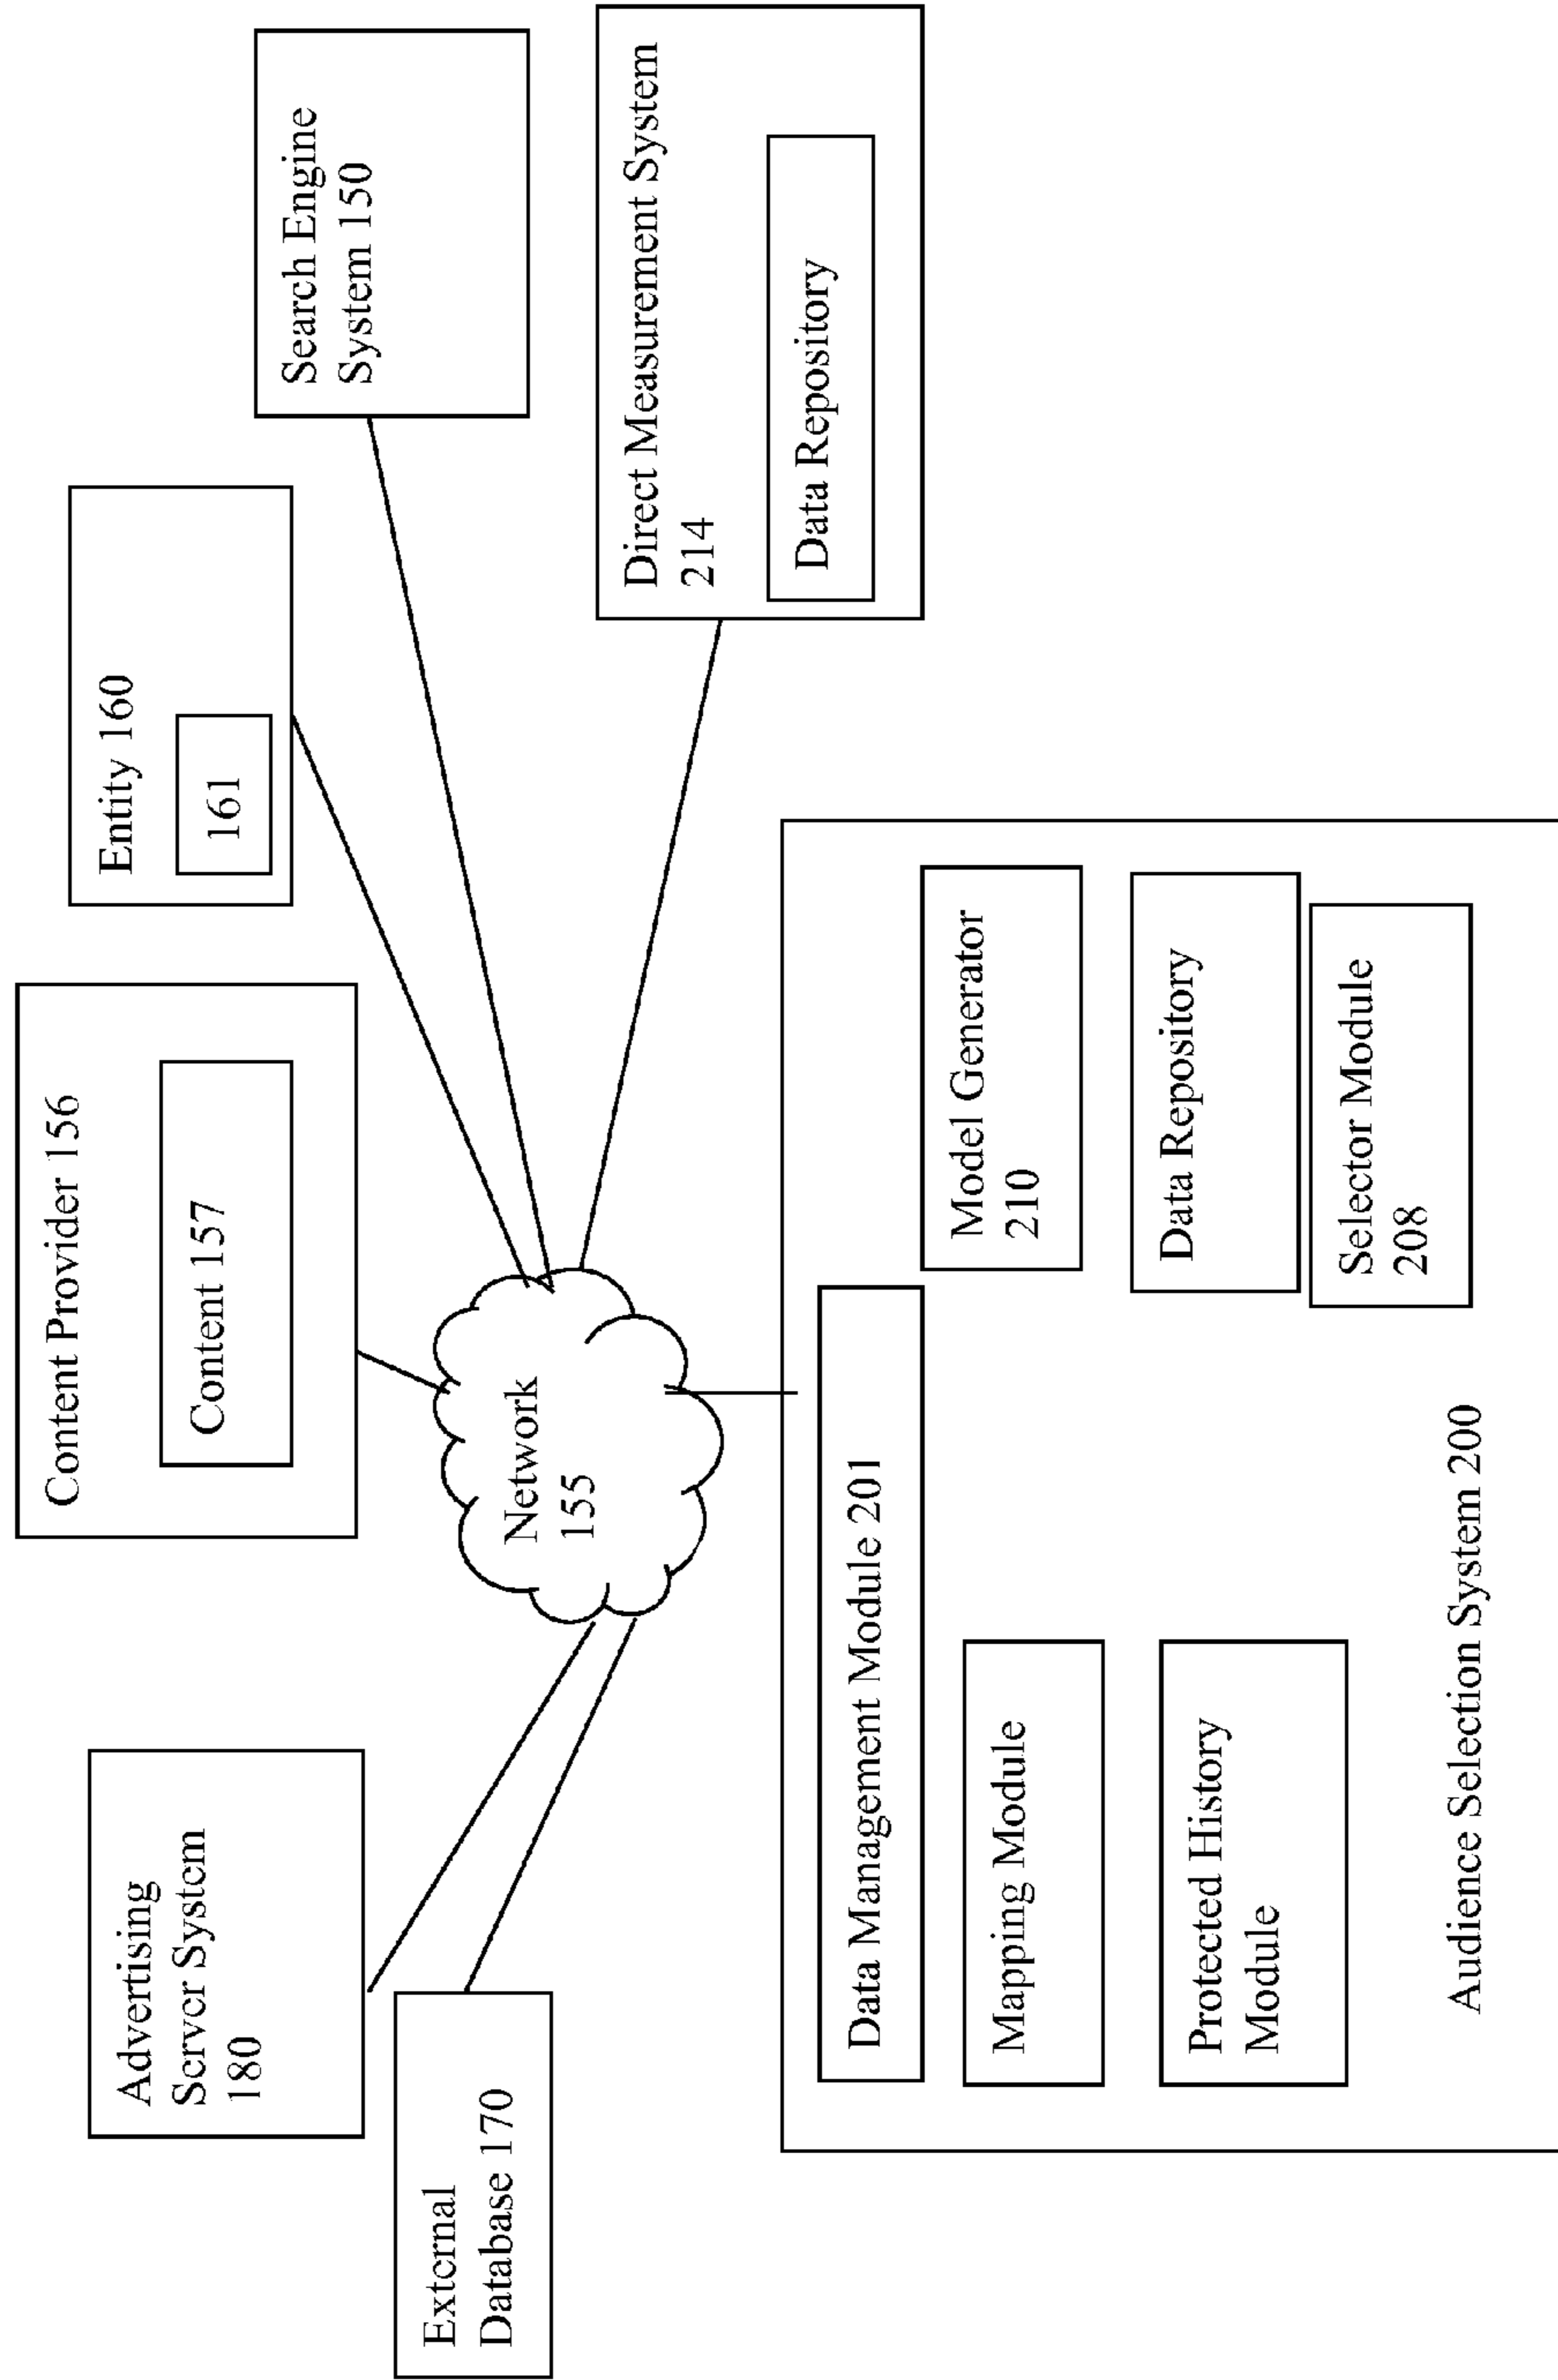 Advertising
Server System
180
External
Database 170
Content Provider 156
Content 157
Entity 160
161
Search Engine
System 150
Direct Measurement System
214
Data Repository
Network
155
Data Management Module 201
Mapping Module
Protected History
Module
Model Generator
210
Data Repository
Selector Module
208
Audience Selection System 200